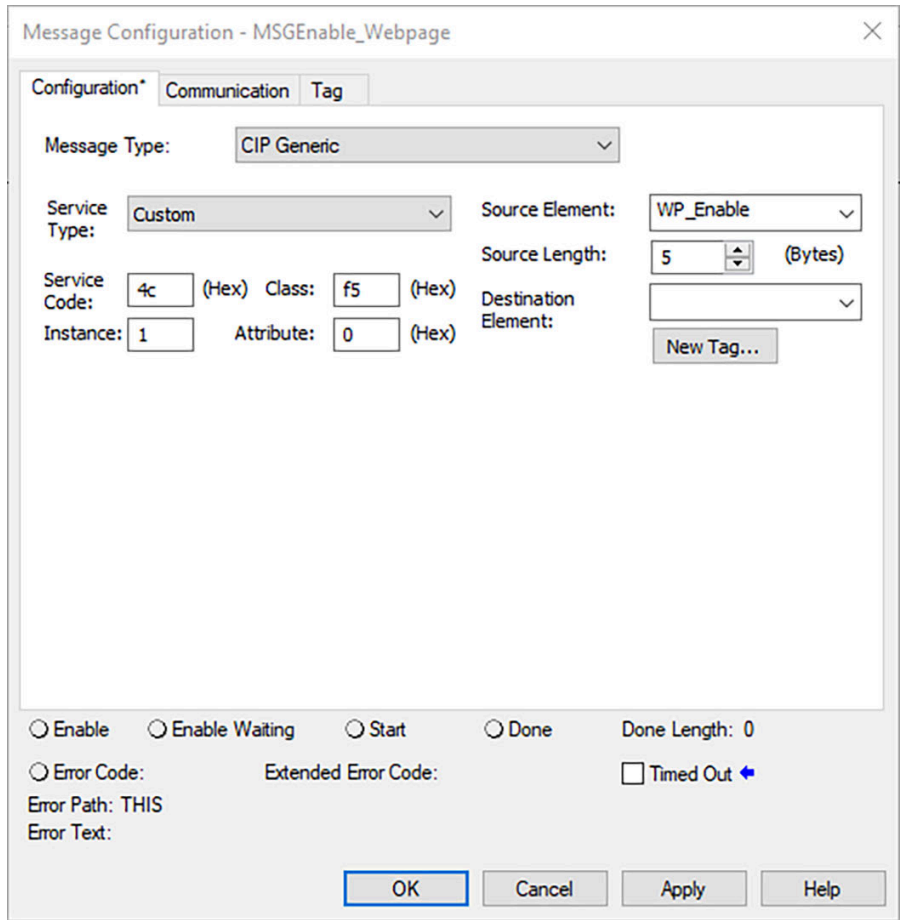 Message Configuration - MSGEnable_Webpage
Configuration* Communication Tag
Message Type: CIP Generic
Service Type: Custom Source Element: WP_Enable
Source Length: 5 (Bytes)
Service Code: 4c (Hex) Class: f5 (Hex) Destination Element:
Instance: 1 Attribute: 0 (Hex) New Tag...
Enable Enable Waiting Start Done Done Length: 0
Error Code: Extended Error Code: Timed Out
Error Path: THIS
Error Text:
OK Cancel Apply Help